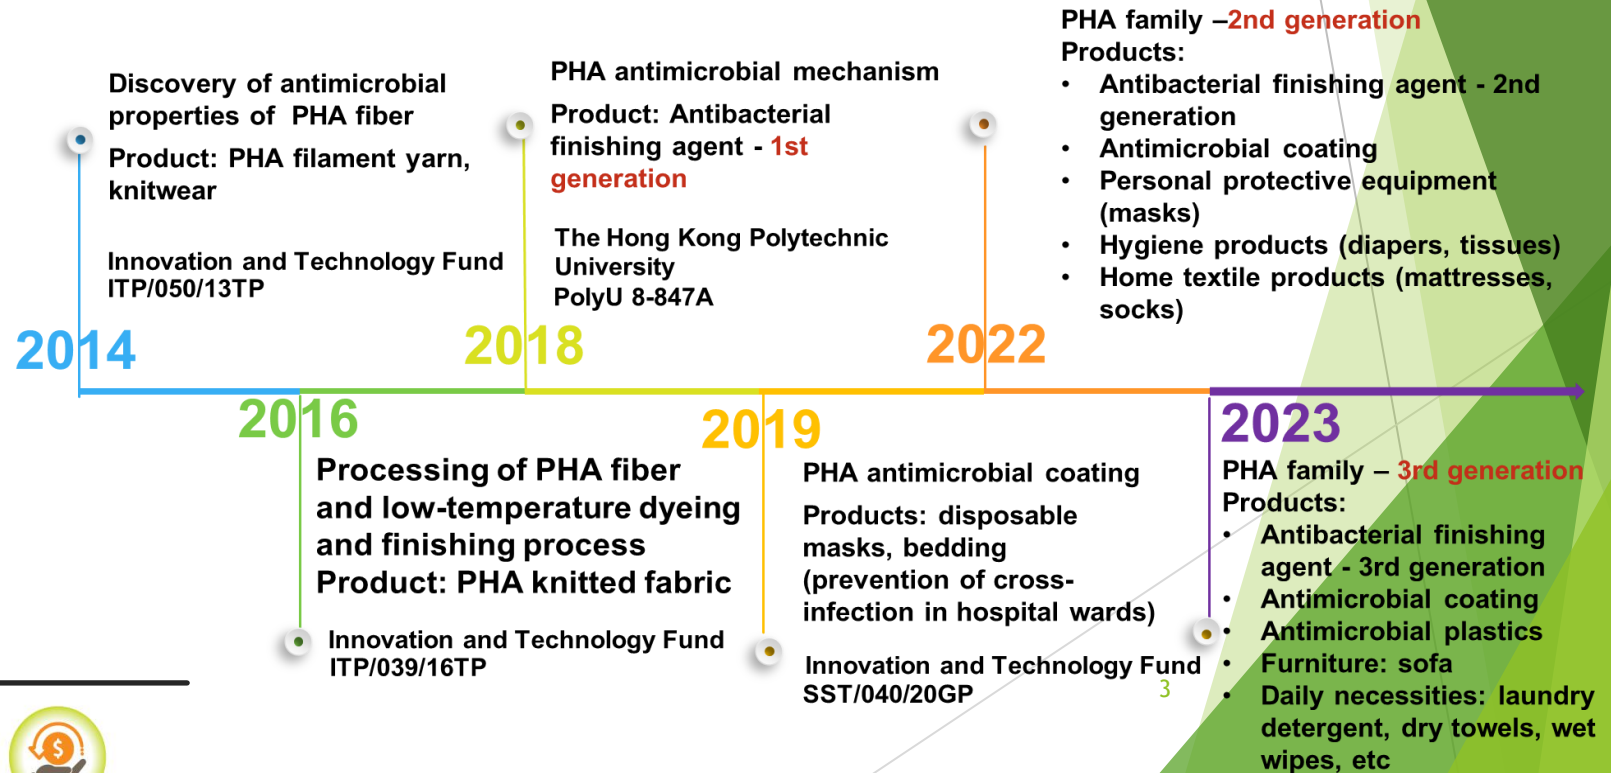 Discovery of antimicrobial
properties of PHA fiber
Product: PHA filament yarn,
knitwear
Innovation and Technology Fund
ITP/050/13TP
2014
2016
Processing of PHA fiber
and low-temperature dyeing
and finishing process
Product: PHA knitted fabric
Innovation and Technology Fund
ITP/039/16TP
PHA antimicrobial mechanism
Product: Antibacterial
finishing agent - 1st
generation
The Hong Kong Polytechnic
University
PolyU 8-847A
2018
2019
PHA antimicrobial coating
Products: disposable
masks, bedding
(prevention of cross-
infection in hospital wards)
Innovation and Technology Fund
SST/040/20GP
3
PHA family –2nd generation
Products:
• Antibacterial finishing agent - 2nd
generation
• Antimicrobial coating
• Personal protective equipment
(masks)
• Hygiene products (diapers, tissues)
• Home textile products (mattresses,
socks)
2022
2023
PHA family – 3rd generation
Products:
• Antibacterial finishing
agent - 3rd generation
• Antimicrobial coating
• Antimicrobial plastics
• Furniture: sofa
• Daily necessities: laundry
detergent, dry towels, wet
wipes, etc
$